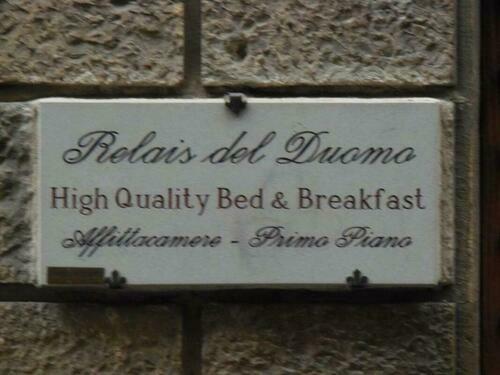 Relais del Duomo
High Quality Bed & Breakfast
Affittacamere - Primo Piano